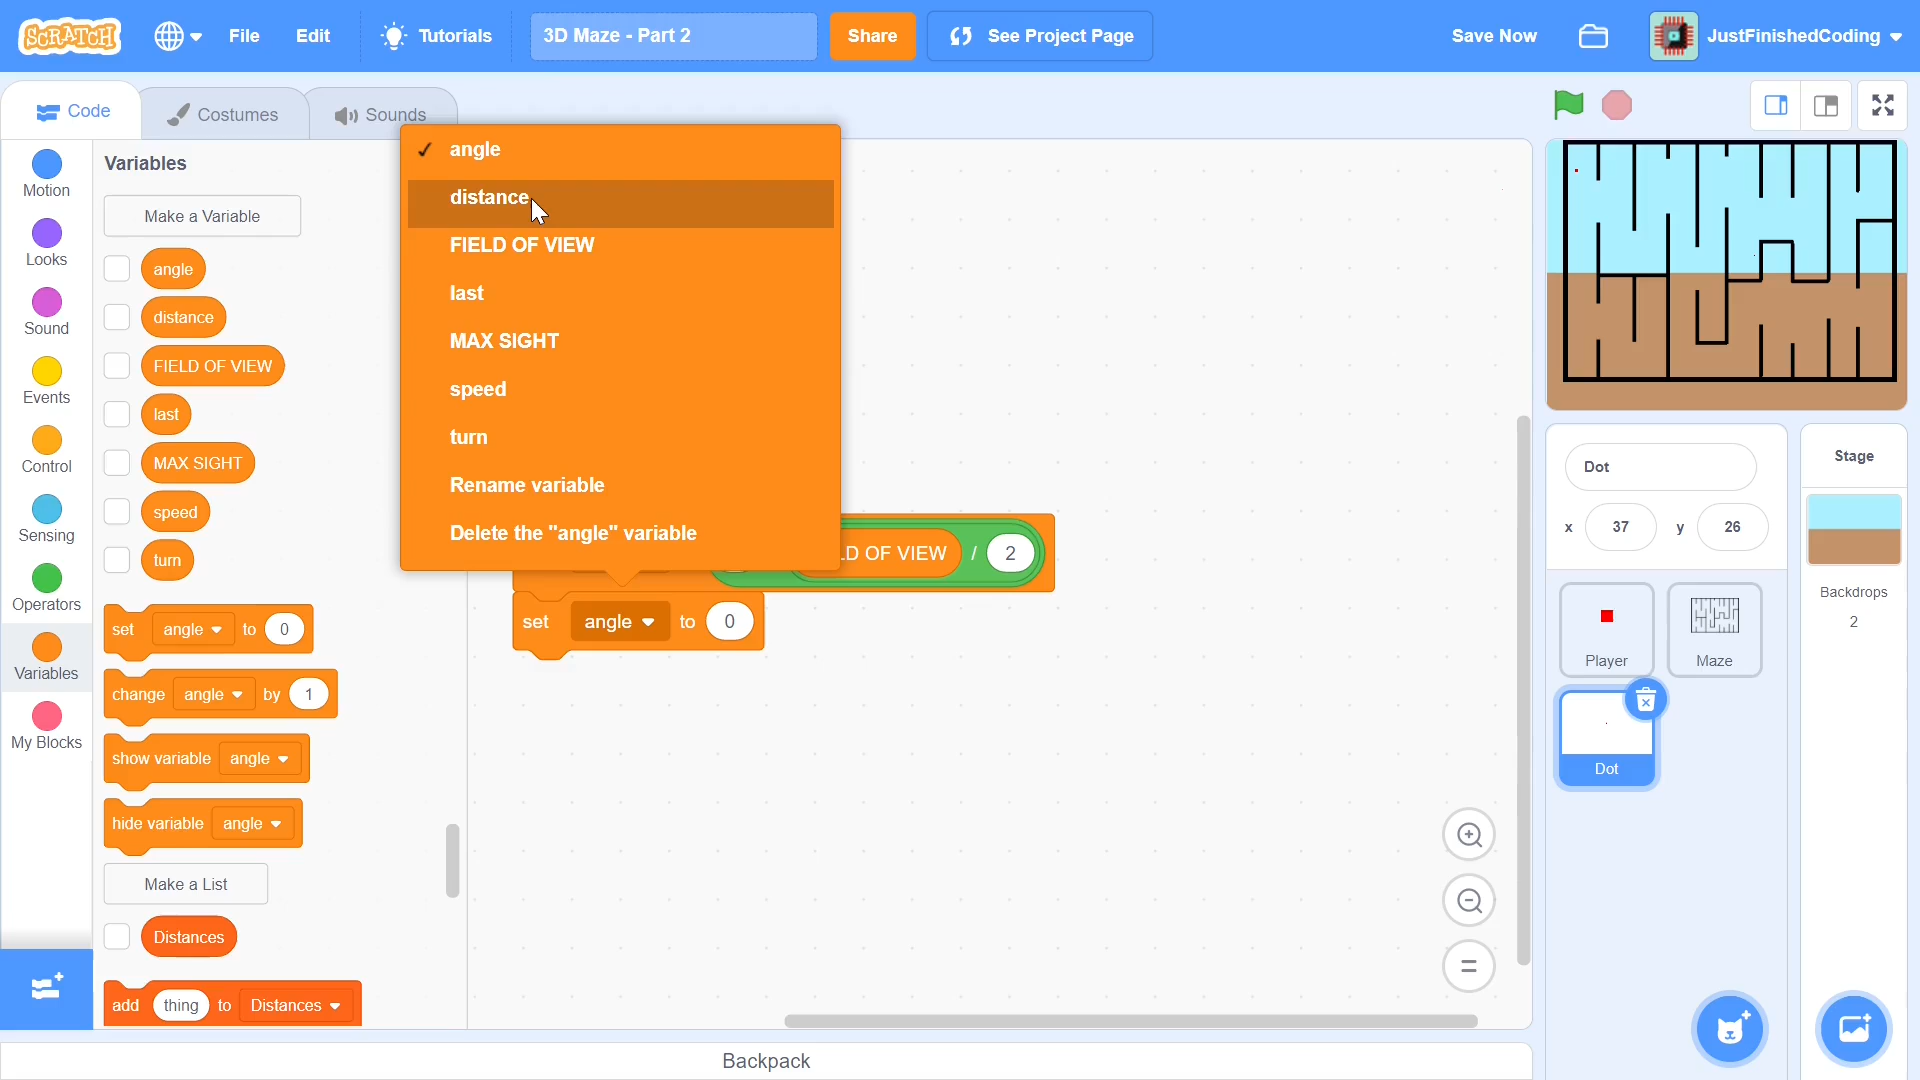 SCRATCH
File
Edit
Tutorials
3D Maze - Part 2
Share
See Project Page
Save Now
JustFinishedCoding
Code
Costumes
Sounds
Motion
Looks
Sound
Events
Control
Sensing
Operators
Variables
My Blocks
Variables
Make a Variable
angle
distance
FIELD OF VIEW
last
MAX SIGHT
speed
turn
set angle to 0
change angle by 1
show variable angle
hide variable angle
Make a List
Distances
add thing to Distances
✓ angle
distance
FIELD OF VIEW
last
MAX SIGHT
speed
turn
Rename variable
Delete the "angle" variable
LD OF VIEW / 2
set angle to 0
Dot
x 37 y 26
Player
Maze
Dot
Stage
Backdrops
2
Backpack